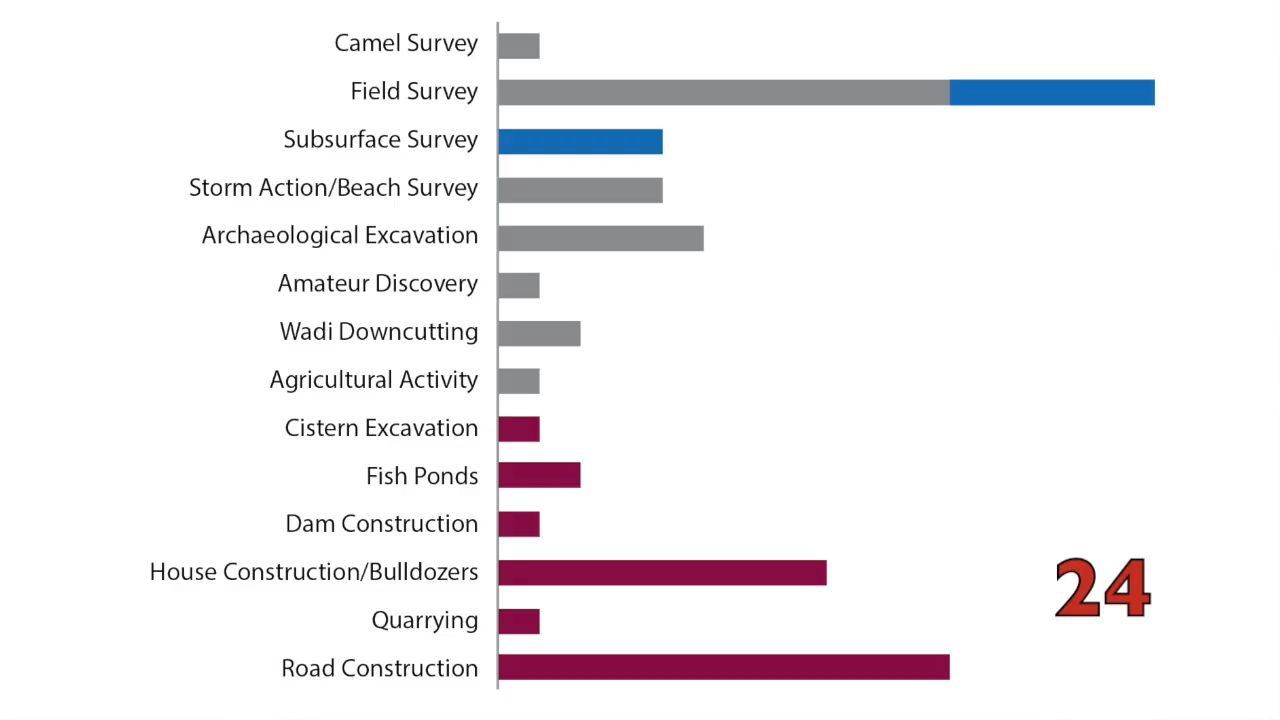 Camel Survey
Field Survey
Subsurface Survey
Storm Action/Beach Survey
Archaeological Excavation
Amateur Discovery
Wadi Downcutting
Agricultural Activity
Cistern Excavation
Fish Ponds
Dam Construction
House Construction/Bulldozers
24
Quarrying
Road Construction